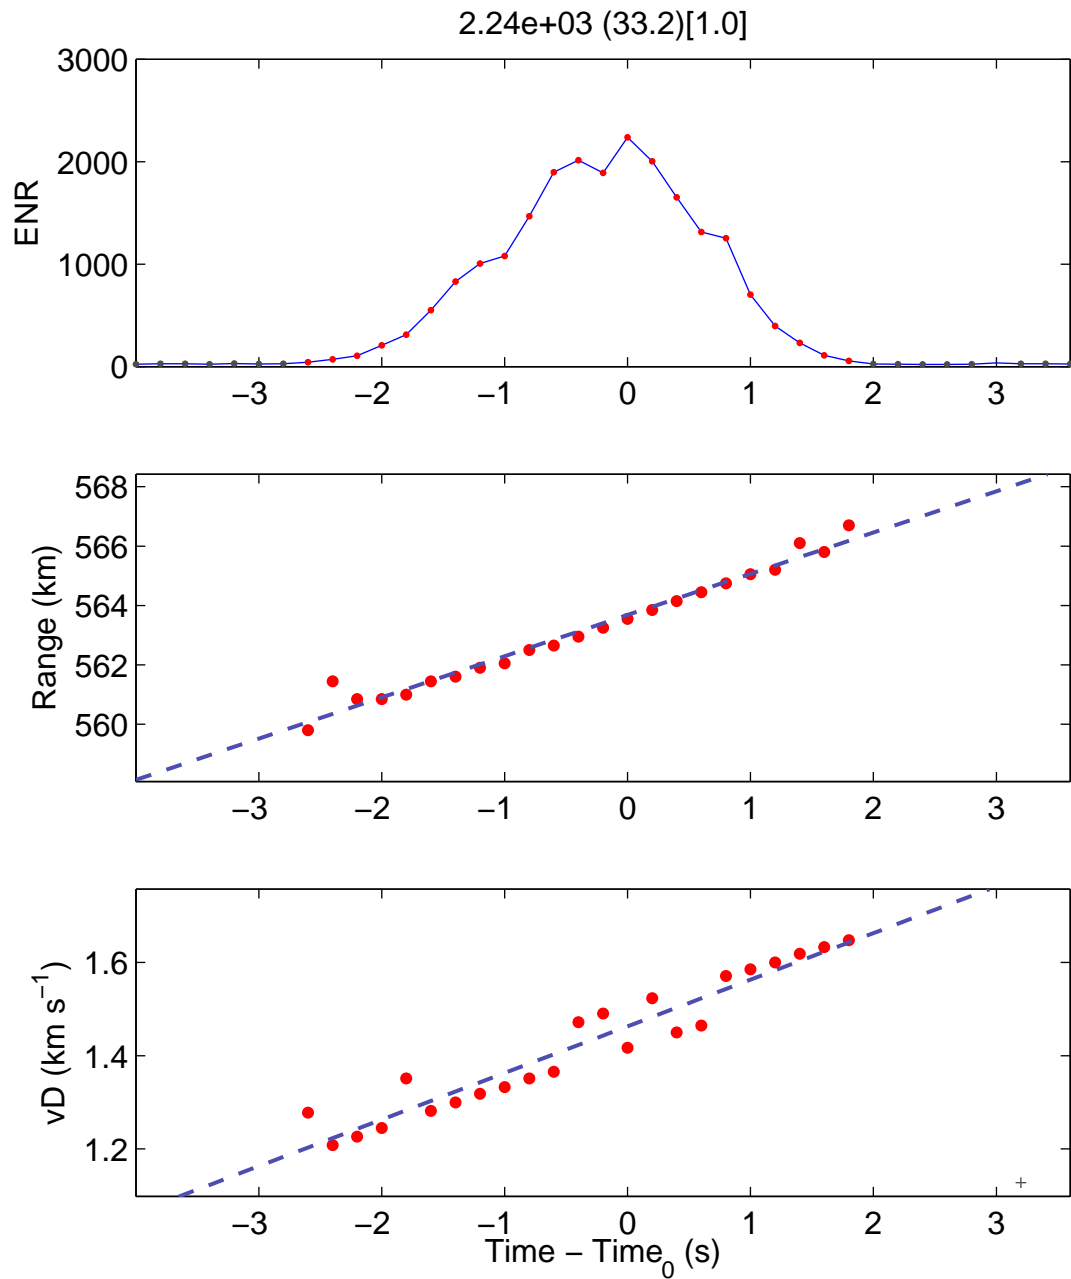 2.24e+03 (33.2)[1.0]
3000
2000
1000
0
ENR
−3 −2 −1 0 1 2 3
568
566
564
562
560
Range (km)
−3 −2 −1 0 1 2 3
1.6
1.4
1.2
vD (km s−1)
−3 −2 −1 0 1 2 3
Time − Time0 (s)